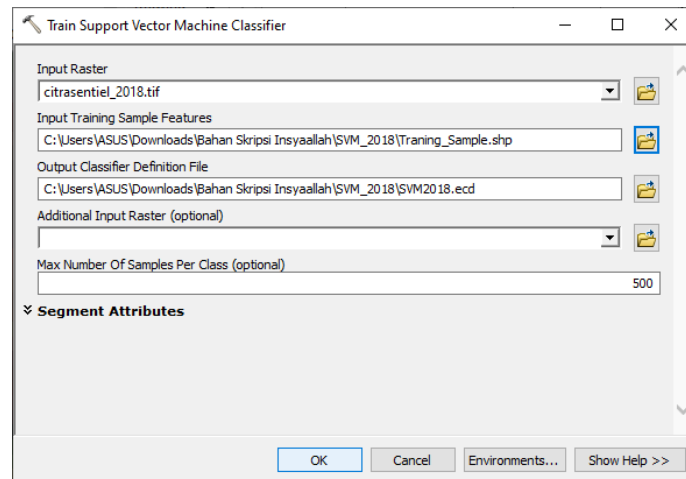 Train Support Vector Machine Classifier
Input Raster
citrasentiel_2018.tif
Input Training Sample Features
C:\Users\ASUS\Downloads\Bahan Skripsi Insyaallah\SVM_2018\Traning_Sample.shp
Output Classifier Definition File
C:\Users\ASUS\Downloads\Bahan Skripsi Insyaallah\SVM_2018\SVM2018.ecd
Additional Input Raster (optional)
Max Number Of Samples Per Class (optional)
500
Segment Attributes
OK Cancel Environments... Show Help >>